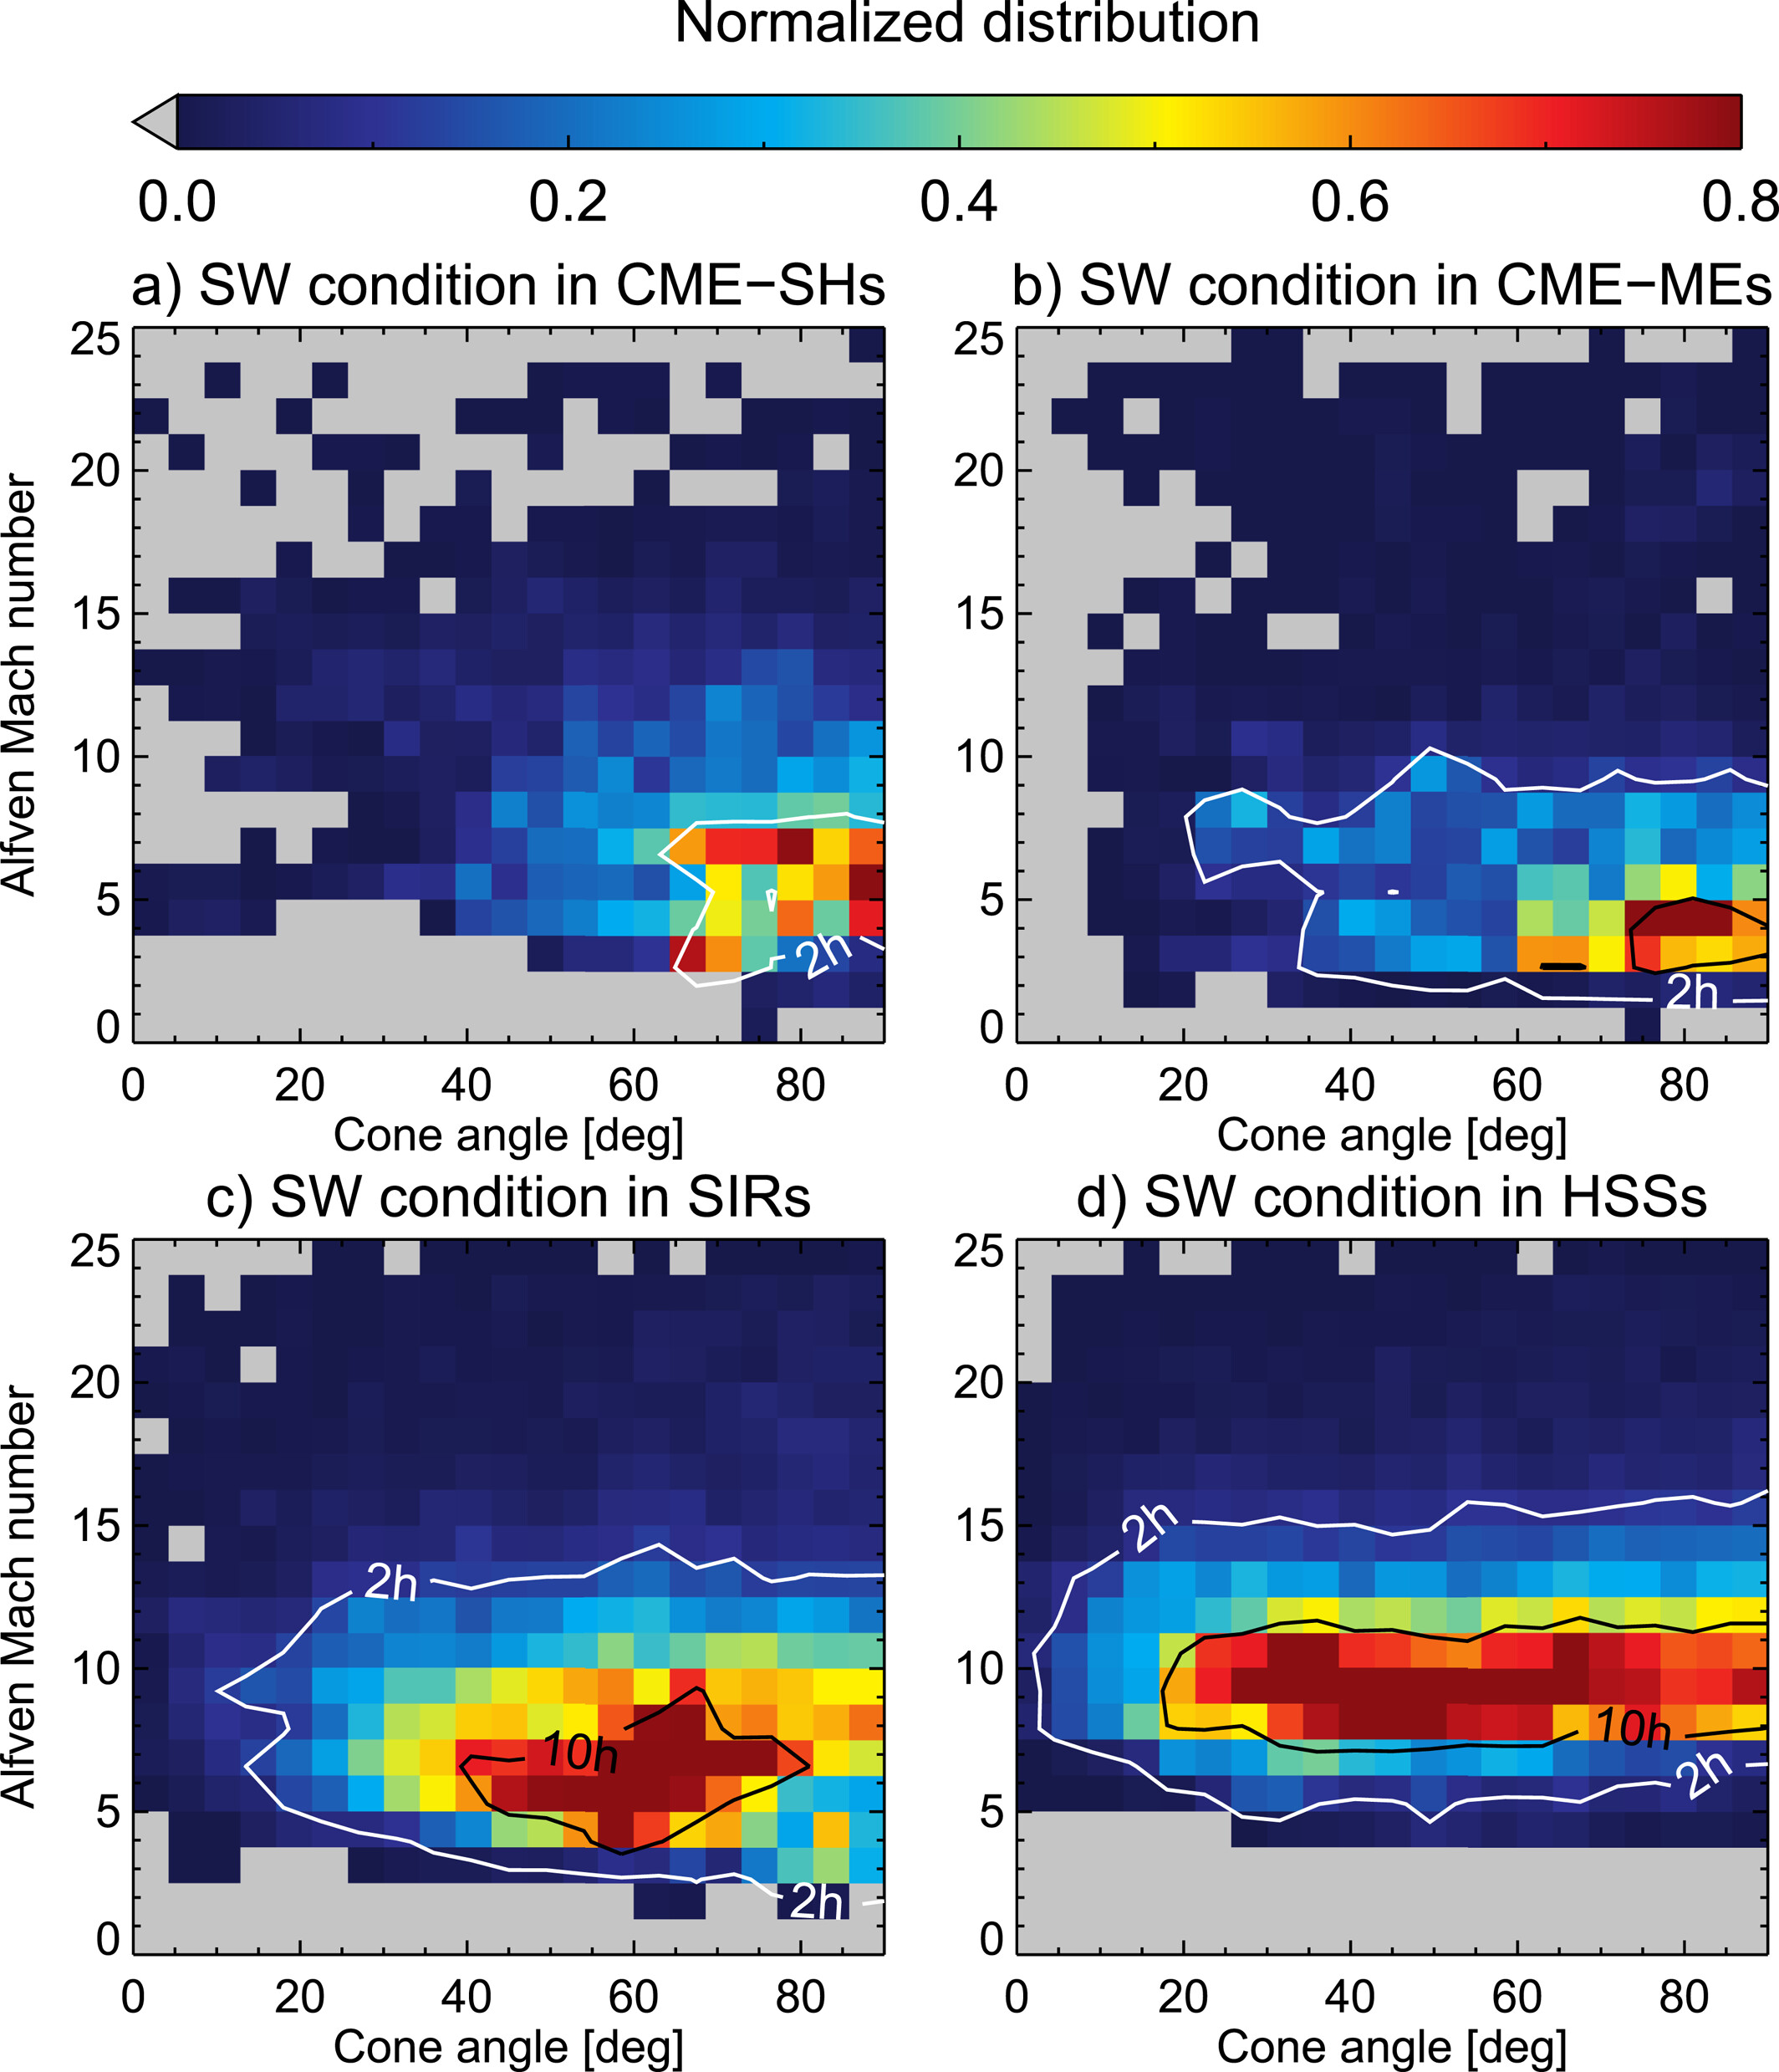 Normalized distribution
0.0 0.2 0.4 0.6 0.8
a) SW condition in CME−SHs
b) SW condition in CME−MEs
25
20
15
10
5
0
Alfven Mach number
2h
0 20 40 60 80
Cone angle [deg]
25
20
15
10
5
0
2h
0 20 40 60 80
Cone angle [deg]
c) SW condition in SIRs
d) SW condition in HSSs
25
20
15
10
5
0
Alfven Mach number
2h
10h
2h
0 20 40 60 80
Cone angle [deg]
25
20
15
10
5
0
2h
10h
2h
0 20 40 60 80
Cone angle [deg]